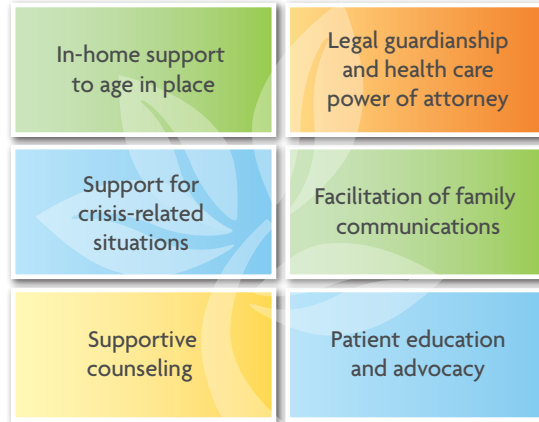 In-home support
to age in place
Legal guardianship
and health care
power of attorney
Support for
crisis-related
situations
Facilitation of family
communications
Supportive
counseling
Patient education
and advocacy